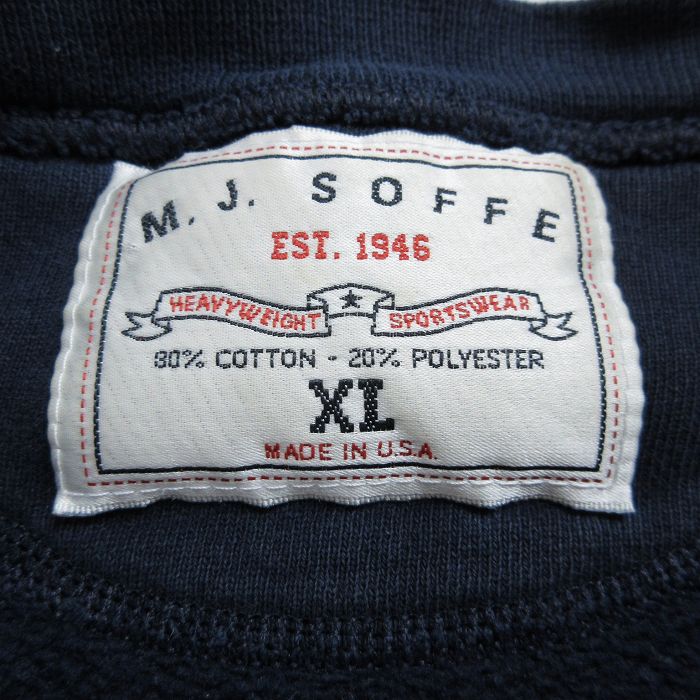 M. J. SOFFE
EST. 1946
HEAVYWEIGHT ★ SPORTSWEAR
80% COTTON - 20% POLYESTER
XL
MADE IN U.S.A.